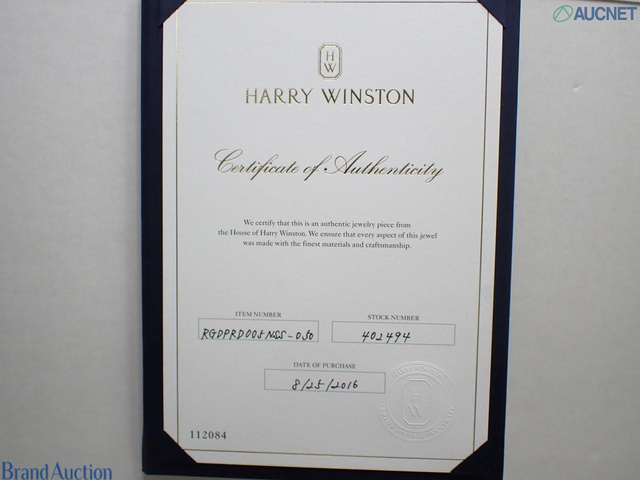 AUCNET
H
W
HARRY WINSTON
Certificate of Authenticity
We certify that this is an authentic jewelry piece from
the House of Harry Winston. We ensure that every aspect of this jewel
was made with the finest materials and craftsmanship.
ITEM NUMBER
RGDPRD005NSS-050
STOCK NUMBER
402494
DATE OF PURCHASE
8/25/2016
H
W
112084
Brand Auction